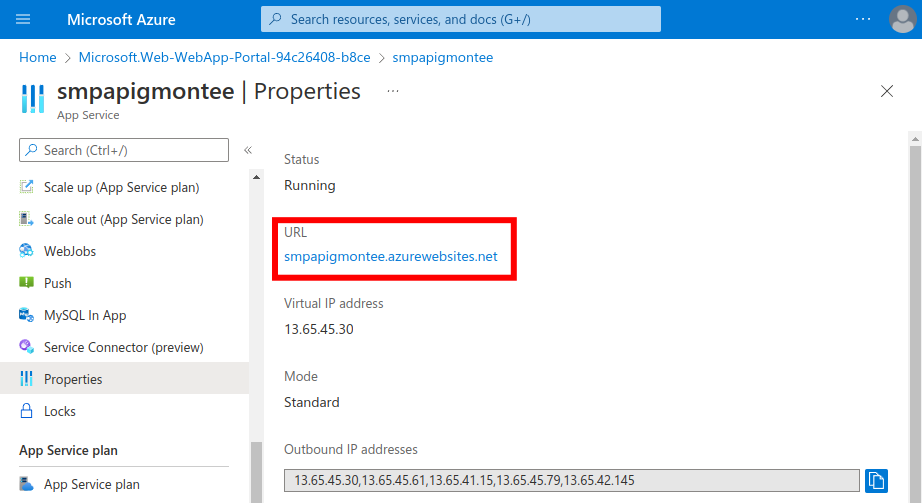 Microsoft Azure
Search resources, services, and docs (G+/)
...
Home > Microsoft.Web-WebApp-Portal-94c26408-b8ce > smpapigmontee
smpapigmontee | Properties ...
App Service
Search (Ctrl+/)
«
Scale up (App Service plan)
Scale out (App Service plan)
WebJobs
Push
MySQL In App
Service Connector (preview)
Properties
Locks
App Service plan
App Service plan
Status
Running
URL
smpapigmontee.azurewebsites.net
Virtual IP address
13.65.45.30
Mode
Standard
Outbound IP addresses
13.65.45.30,13.65.45.61,13.65.41.15,13.65.45.79,13.65.42.145